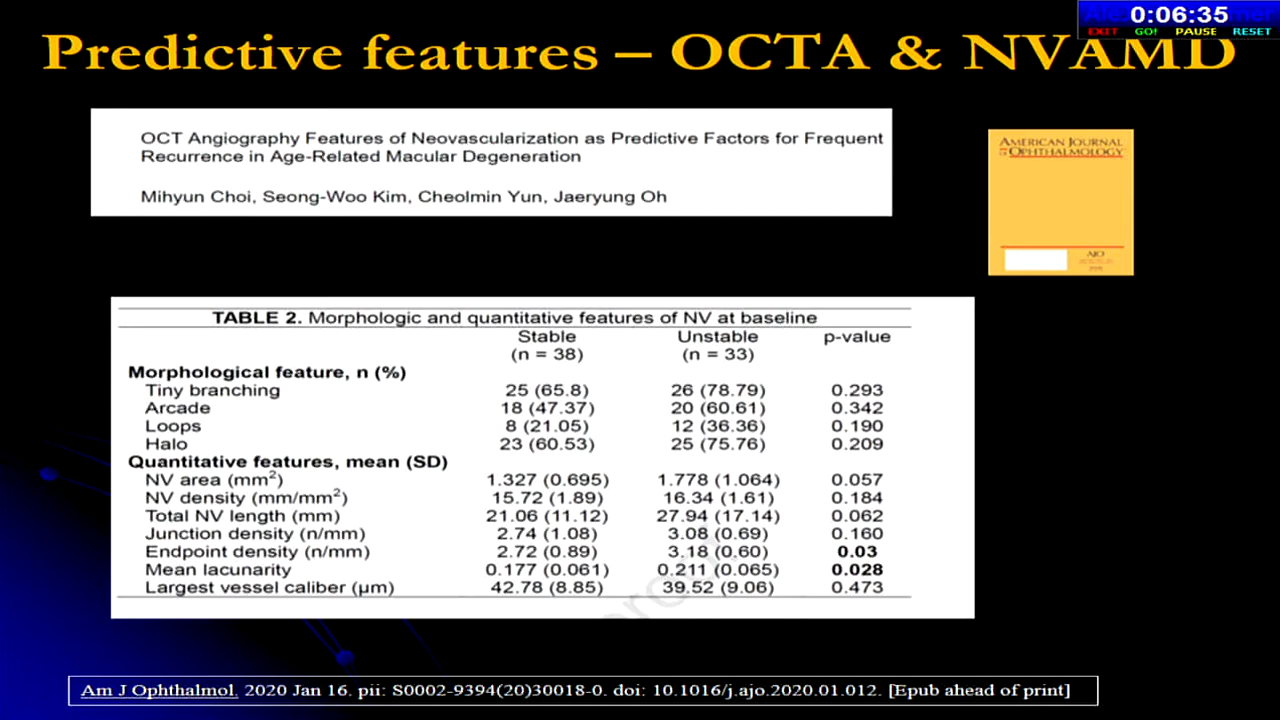 0:06:35
EXIT GO! PAUSE RESET
Predictive features – OCTA & NVAMD
OCT Angiography Features of Neovascularization as Predictive Factors for Frequent
Recurrence in Age-Related Macular Degeneration
Mihyun Choi, Seong-Woo Kim, Cheolmin Yun, Jaeryung Oh
AMERICAN JOURNAL
OF OPHTHALMOLOGY
AJO
TABLE 2. Morphologic and quantitative features of NV at baseline
Stable Unstable p-value
(n = 38) (n = 33)
Morphological feature, n (%)
Tiny branching 25 (65.8) 26 (78.79) 0.293
Arcade 18 (47.37) 20 (60.61) 0.342
Loops 8 (21.05) 12 (36.36) 0.190
Halo 23 (60.53) 25 (75.76) 0.209
Quantitative features, mean (SD)
NV area (mm²) 1.327 (0.695) 1.778 (1.064) 0.057
NV density (mm/mm²) 15.72 (1.89) 16.34 (1.61) 0.184
Total NV length (mm) 21.06 (11.12) 27.94 (17.14) 0.062
Junction density (n/mm) 2.74 (1.08) 3.08 (0.69) 0.160
Endpoint density (n/mm) 2.72 (0.89) 3.18 (0.60) 0.03
Mean lacunarity 0.177 (0.061) 0.211 (0.065) 0.028
Largest vessel caliber (µm) 42.78 (8.85) 39.52 (9.06) 0.473
Am J Ophthalmol. 2020 Jan 16. pii: S0002-9394(20)30018-0. doi: 10.1016/j.ajo.2020.01.012. [Epub ahead of print]